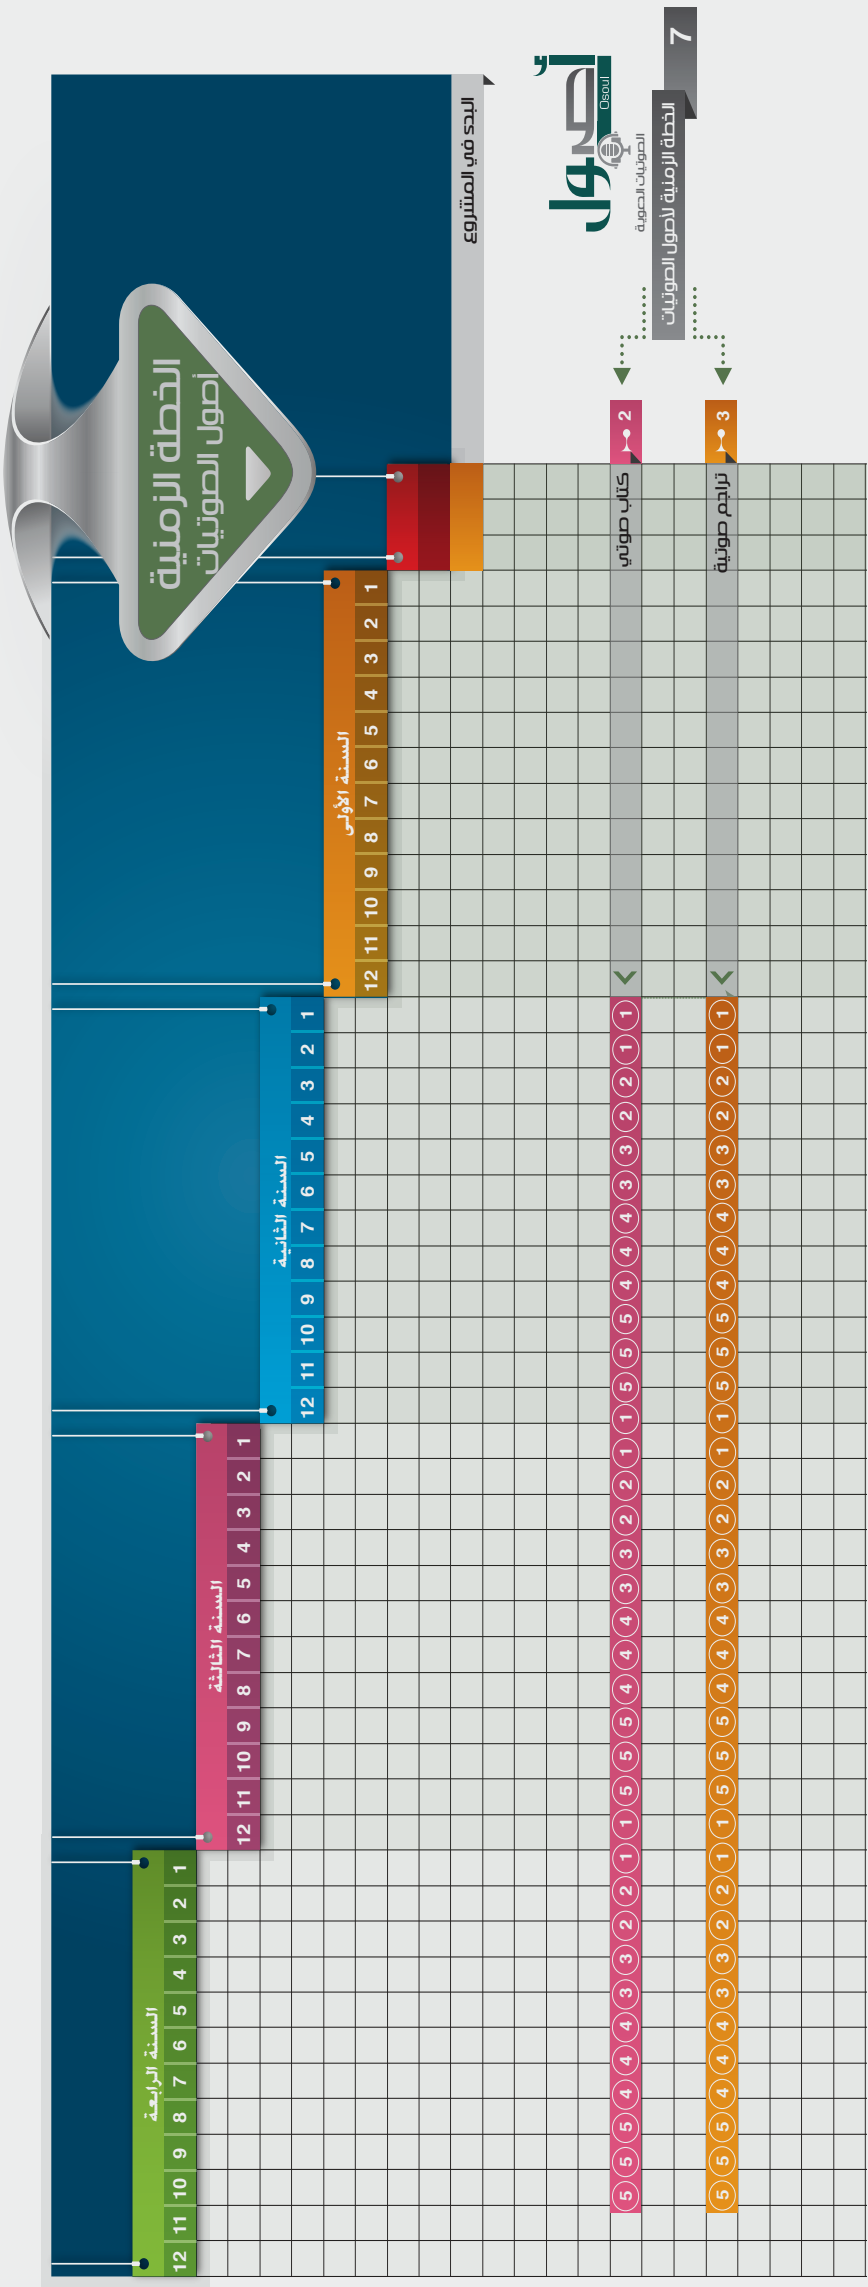 7
الخطة الزمنية لأصول الصوتيات
أصول
Osoul
الخطة الزمنية
أصول الصوتيات
البدء في المشروع
السنة الأولى
1 2 3 4 5 6 7 8 9 10 11 12
السنة الثانية
1 2 3 4 5 6 7 8 9 10 11 12
السنة الثالثة
1 2 3 4 5 6 7 8 9 10 11 12
السنة الرابعة
1 2 3 4 5 6 7 8 9 10 11 12
2
كتاب صوتي
1 1 2 2 3 3 4 4 4 5 5 5 1 1 2 2 3 3 4 4 4 5 5 5 1 1 2 2 3 3 4 4 4 5 5 5
3
تراجم صوتية
1 1 2 2 3 3 4 4 4 5 5 5 1 1 2 2 3 3 4 4 4 5 5 5 1 1 2 2 3 3 4 4 4 5 5 5